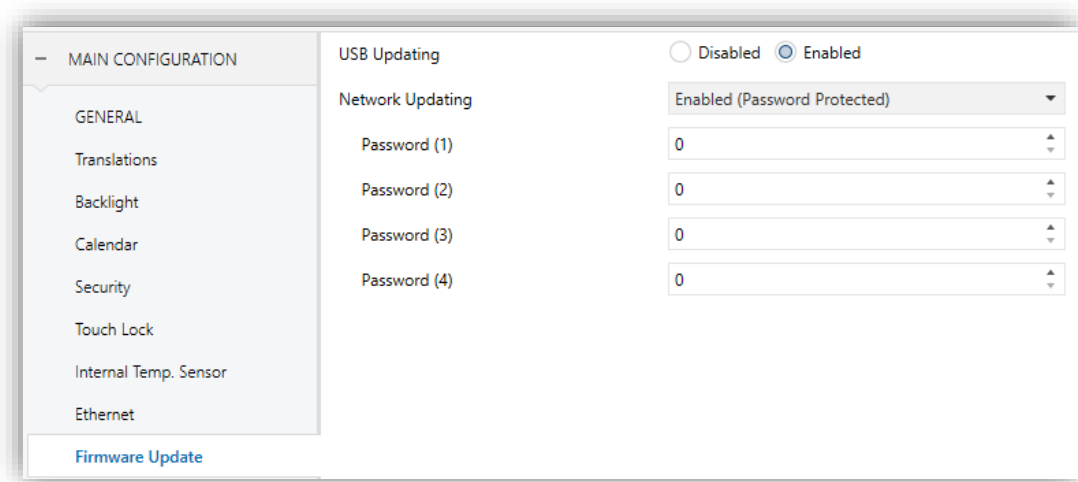 MAIN CONFIGURATION
GENERAL
Translations
Backlight
Calendar
Security
Touch Lock
Internal Temp. Sensor
Ethernet
Firmware Update
USB Updating Disabled Enabled
Network Updating Enabled (Password Protected)
Password (1) 0
Password (2) 0
Password (3) 0
Password (4) 0